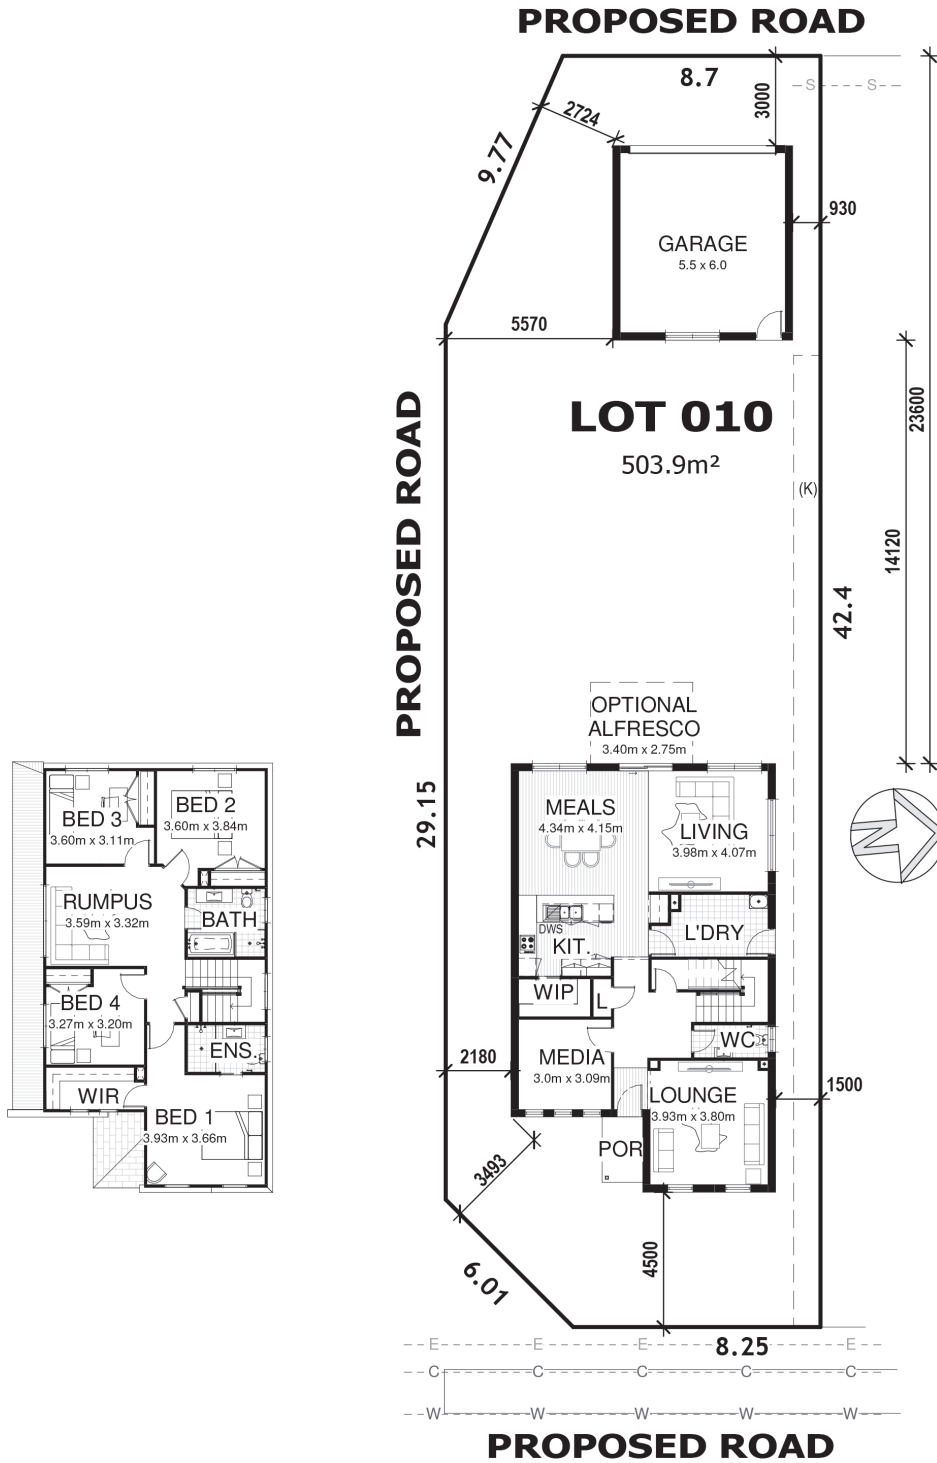 PROPOSED ROAD
8.7
S
S
3000
2724
9.77
930
GARAGE
5.5 x 6.0
5570
23600
LOT 010
503.9m²
PROPOSED ROAD
(K)
14120
42.4
OPTIONAL
ALFRESCO
3.40m x 2.75m
29.15
MEALS
4.34m x 4.15m
LIVING
3.98m x 4.07m
N
DWS
KIT.
L'DRY
WIP
L
WC
2180
MEDIA
3.0m x 3.09m
LOUNGE
3.93m x 3.80m
1500
POR
3493
4500
6.01
BED 3
3.60m x 3.11m
BED 2
3.60m x 3.84m
RUMPUS
3.59m x 3.32m
BATH
BED 4
3.27m x 3.20m
ENS.
WIR
BED 1
3.93m x 3.66m
E E E E
8.25
C C C C C
W W W W W
PROPOSED ROAD